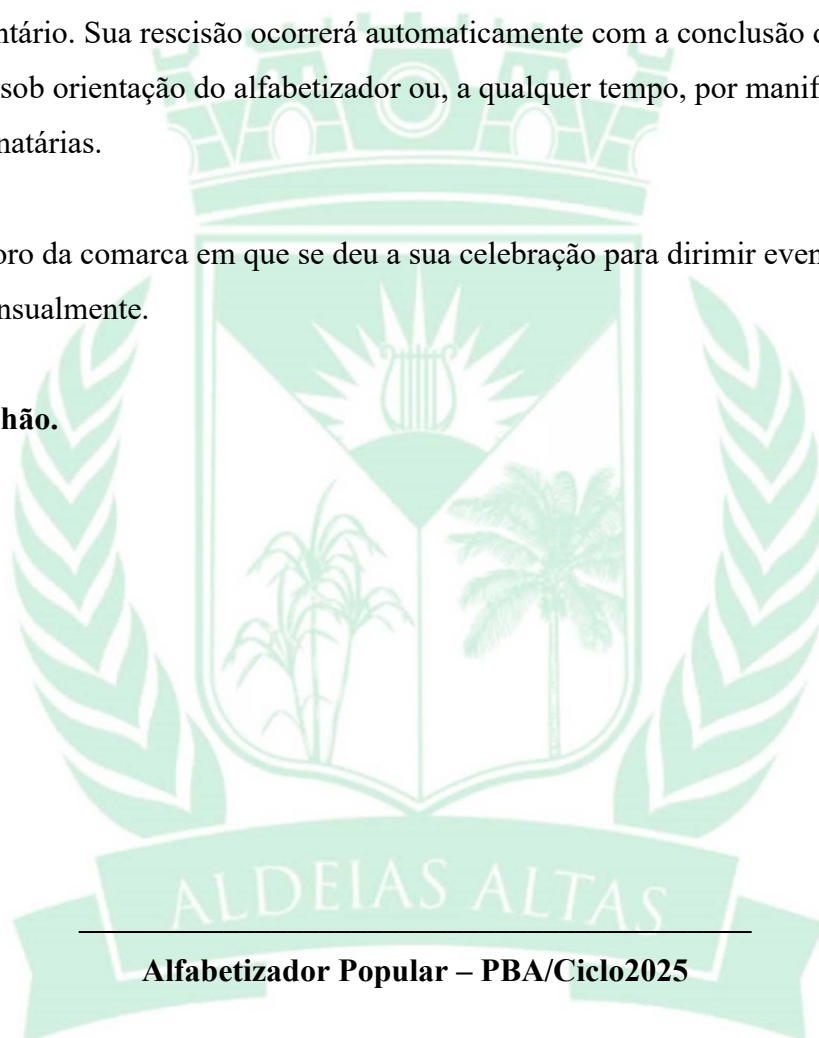 ntário. Sua rescisão ocorrerá automaticamente com a conclusão
sob orientação do alfabetizador ou, a qualquer tempo, por manif
natárias.
oro da comarca em que se deu a sua celebração para dirimir even
nsualmente.
hão.
ALDEIAS ALTAS
Alfabetizador Popular – PBA/Ciclo2025